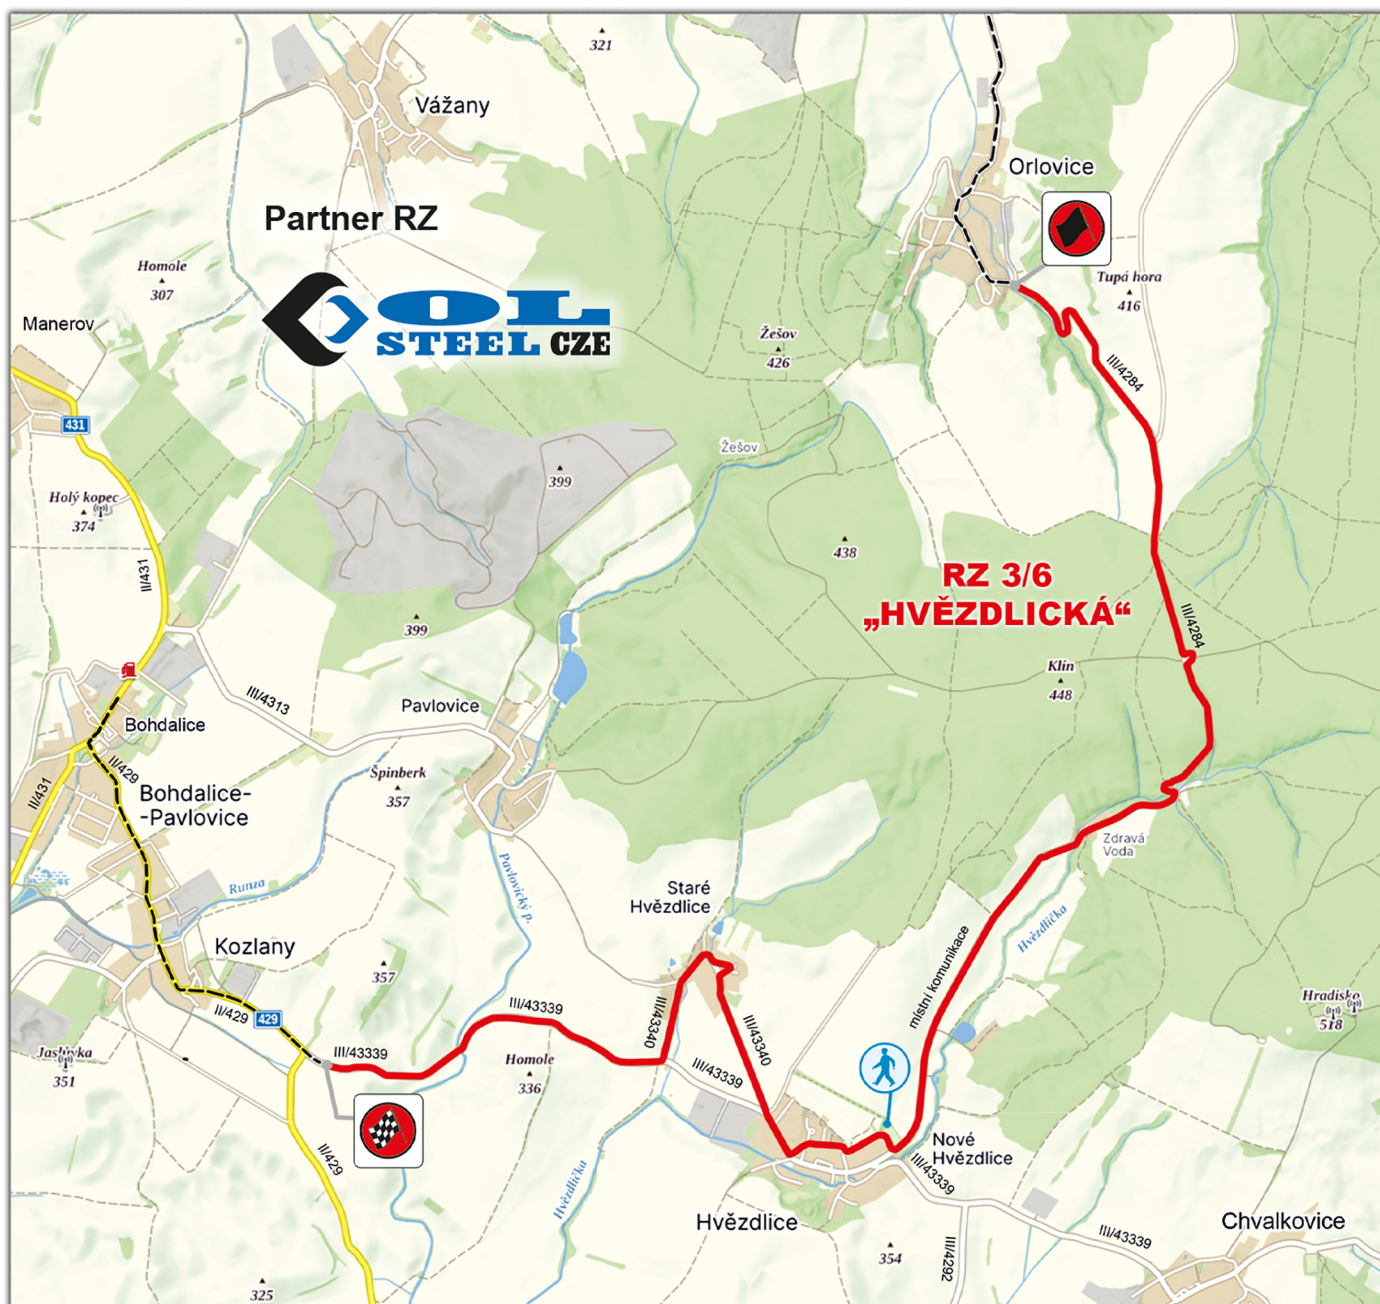 321
Vážany
Orlovice
Partner RZ
Homole
307
Tupá hora
416
OL
STEEL CZE
Manerov
Žešov
426
III/4284
431
Žešov
399
Holý kopec
374
438
II/431
RZ 3/6
„HVĚZDLICKÁ“
399
III/4284
Klín
448
III/4313
Pavlovice
Bohdalice
II/429
II/431
Špinberk
357
Bohdalice-
-Pavlovice
Zdravá
Voda
Pavlovický p.
Runza
Staré
Hvězdlice
Hvězdlička
Kozlany
místní komunikace
357
Hradisko
518
II/429
429
III/43339
III/43340
III/43340
III/43339
Jaslovka
351
Homole
336
III/43339
Nové
Hvězdlice
II/429
III/43339
Hvězdlička
Hvězdlice
Chvalkovice
III/43339
III/4292
354
325